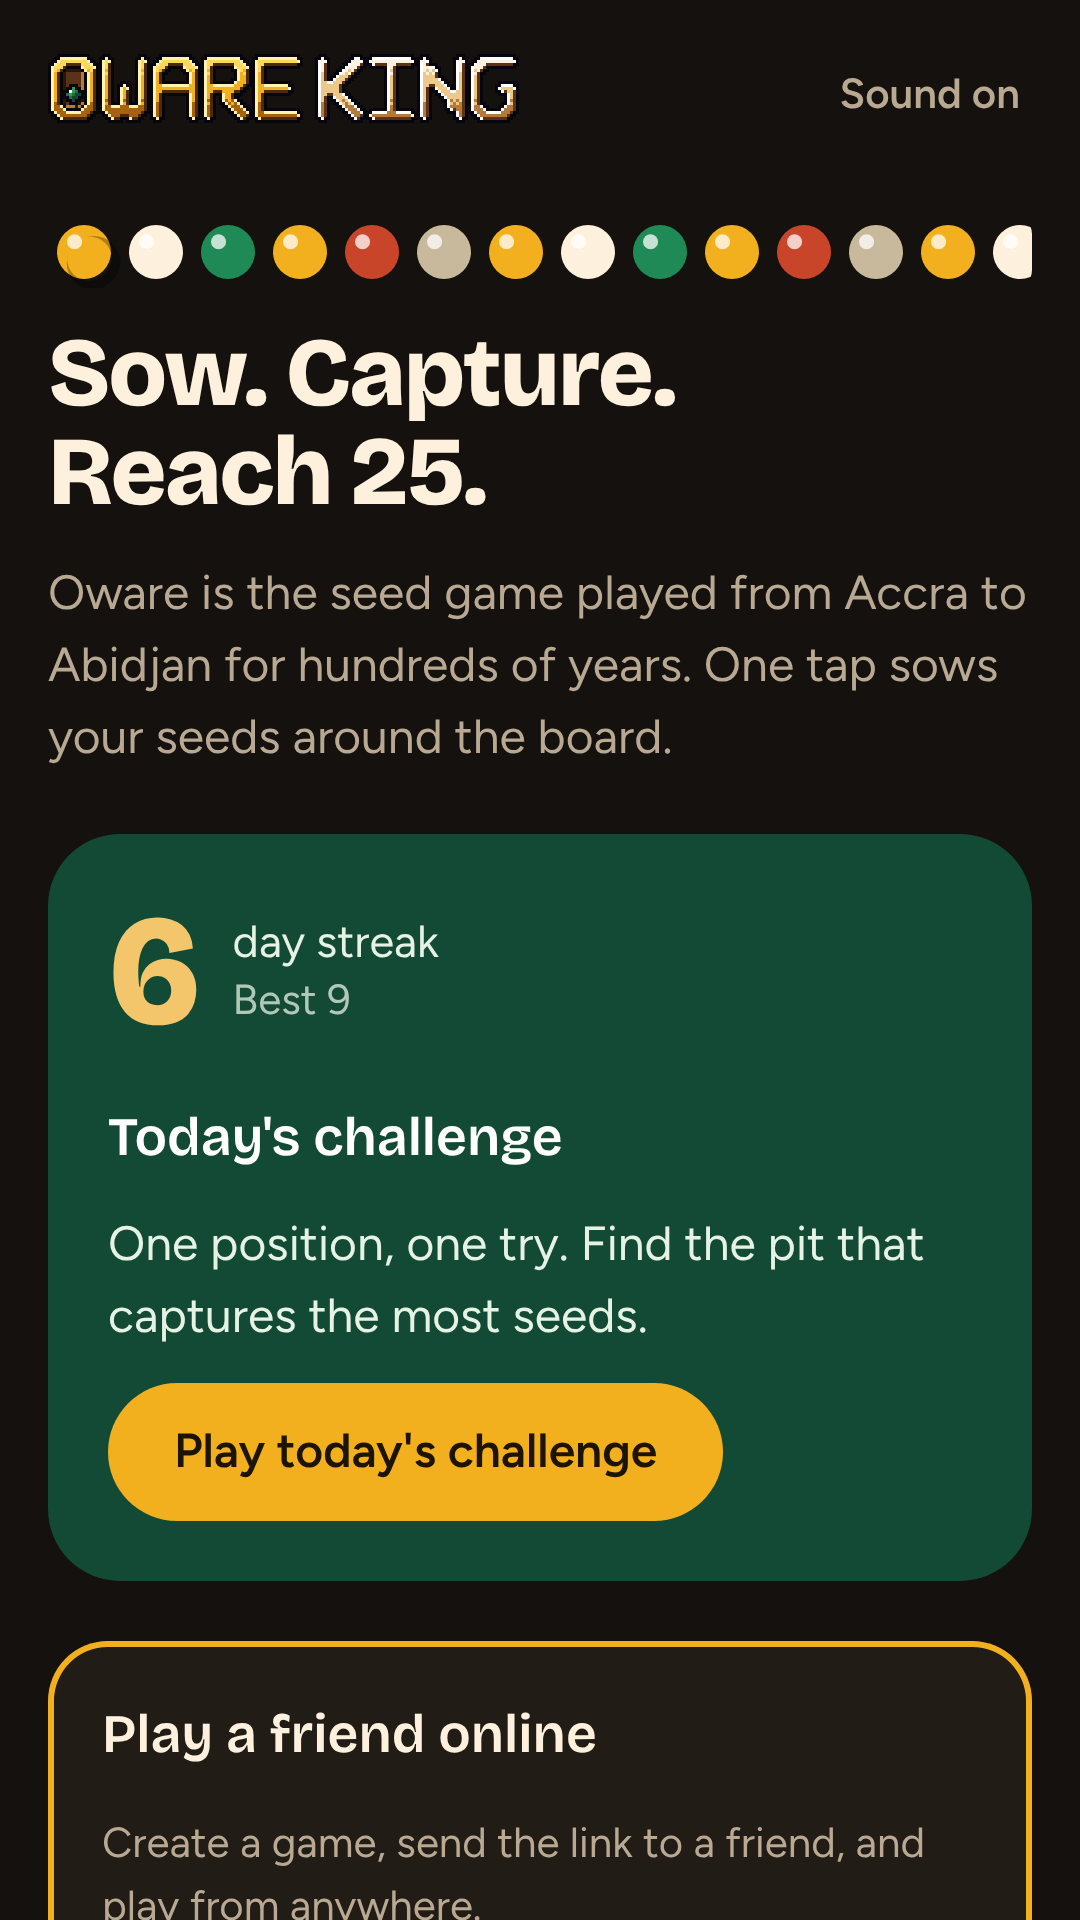 OWARE KING
Sound on
Sow. Capture.
Reach 25.
Oware is the seed game played from Accra to
Abidjan for hundreds of years. One tap sows
your seeds around the board.
6
day streak
Best 9
Today's challenge
One position, one try. Find the pit that
captures the most seeds.
Play today's challenge
Play a friend online
Create a game, send the link to a friend, and
play from anywhere.